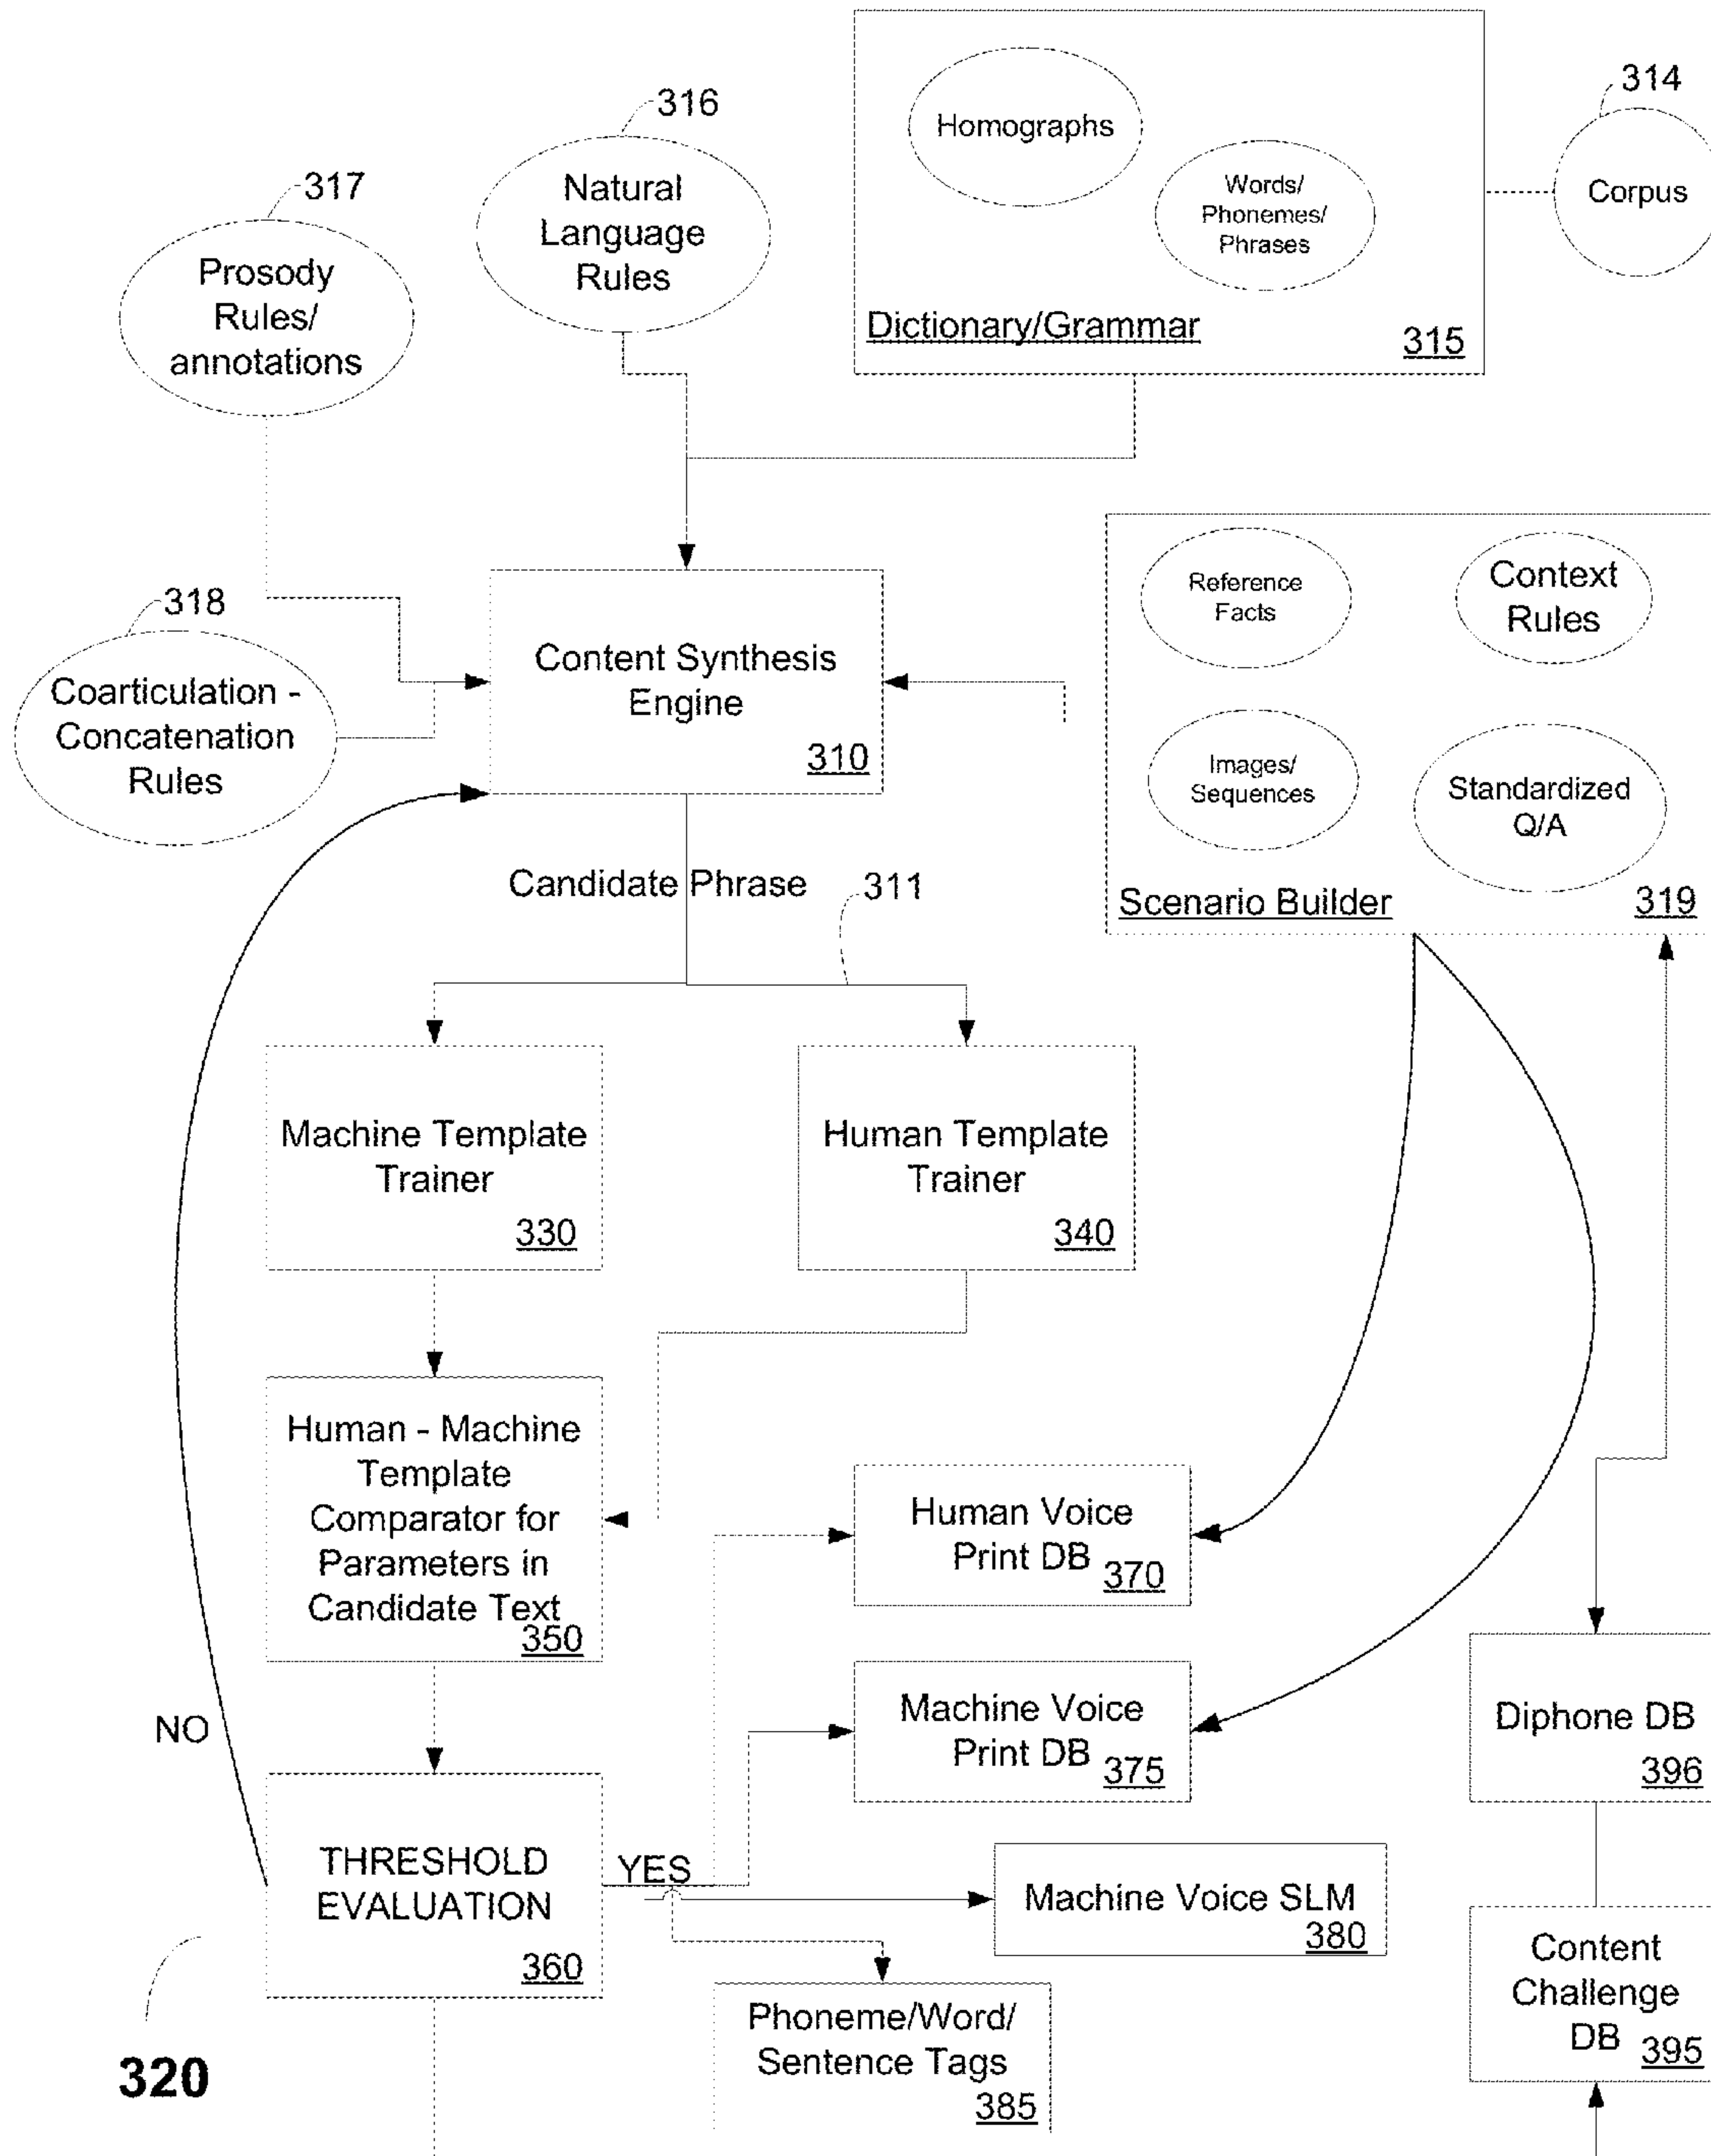 314
316
Homographs
317
Natural
Language
Rules
Words/
Phonemes/
Phrases
Corpus
Prosody
Rules/
annotations
Dictionary/Grammar
315
318
Reference
Facts
Context
Rules
Content Synthesis
Engine
310
Coarticulation -
Concatenation
Rules
Images/
Sequences
Standardized
Q/A
Candidate Phrase
311
Scenario Builder
319
Machine Template
Trainer
330
Human Template
Trainer
340
Human - Machine
Template
Comparator for
Parameters in
Candidate Text
350
Human Voice
Print DB
370
NO
Machine Voice
Print DB
375
Diphone DB
396
THRESHOLD
EVALUATION
360
YES
Machine Voice SLM
380
Content
Challenge
DB
395
Phoneme/Word/
Sentence Tags
385
320